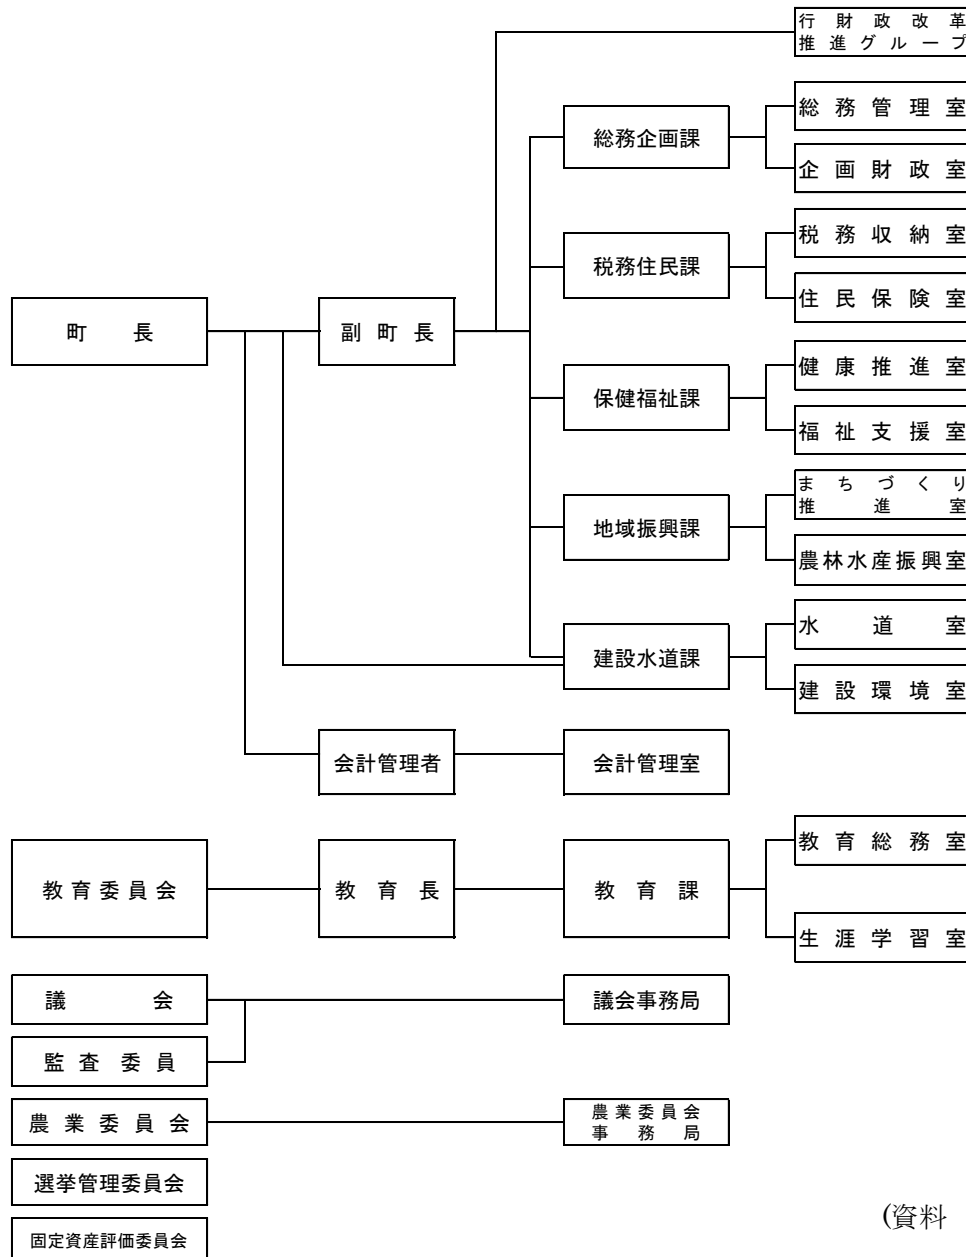 行財政改革
推進グループ
総務企画課
総務管理室
企画財政室
税務住民課
税務収納室
住民保険室
町長
副町長
保健福祉課
健康推進室
福祉支援室
地域振興課
まちづくり
推進室
農林水産振興室
建設水道課
水道室
建設環境室
会計管理者
会計管理室
教育委員会
教育長
教育課
教育総務室
生涯学習室
議会
議会事務局
監査委員
農業委員会
農業委員会
事務局
選挙管理委員会
固定資産評価委員会
(資料